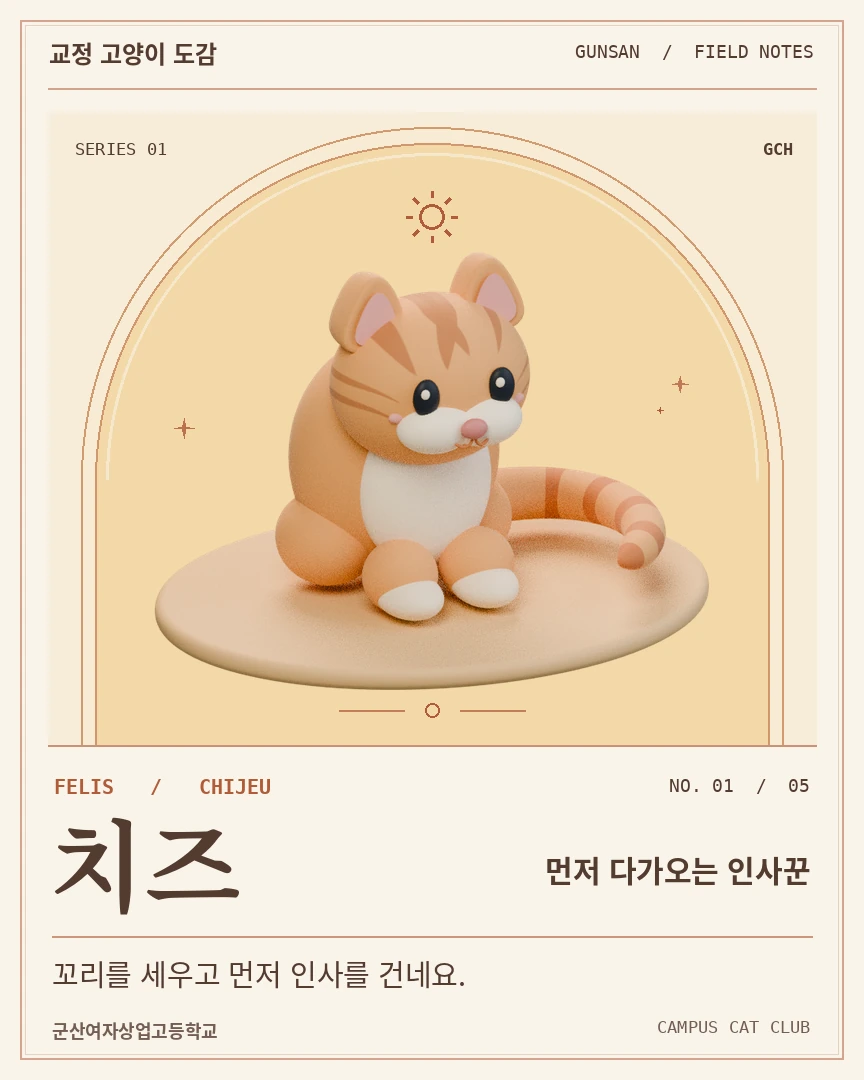 교정 고양이 도감
GUNSAN / FIELD NOTES
SERIES 01
GCH
FELIS / CHIJEU
NO. 01 / 05
치즈
먼저 다가오는 인사꾼
꼬리를 세우고 먼저 인사를 건네요.
군산여자상업고등학교
CAMPUS CAT CLUB